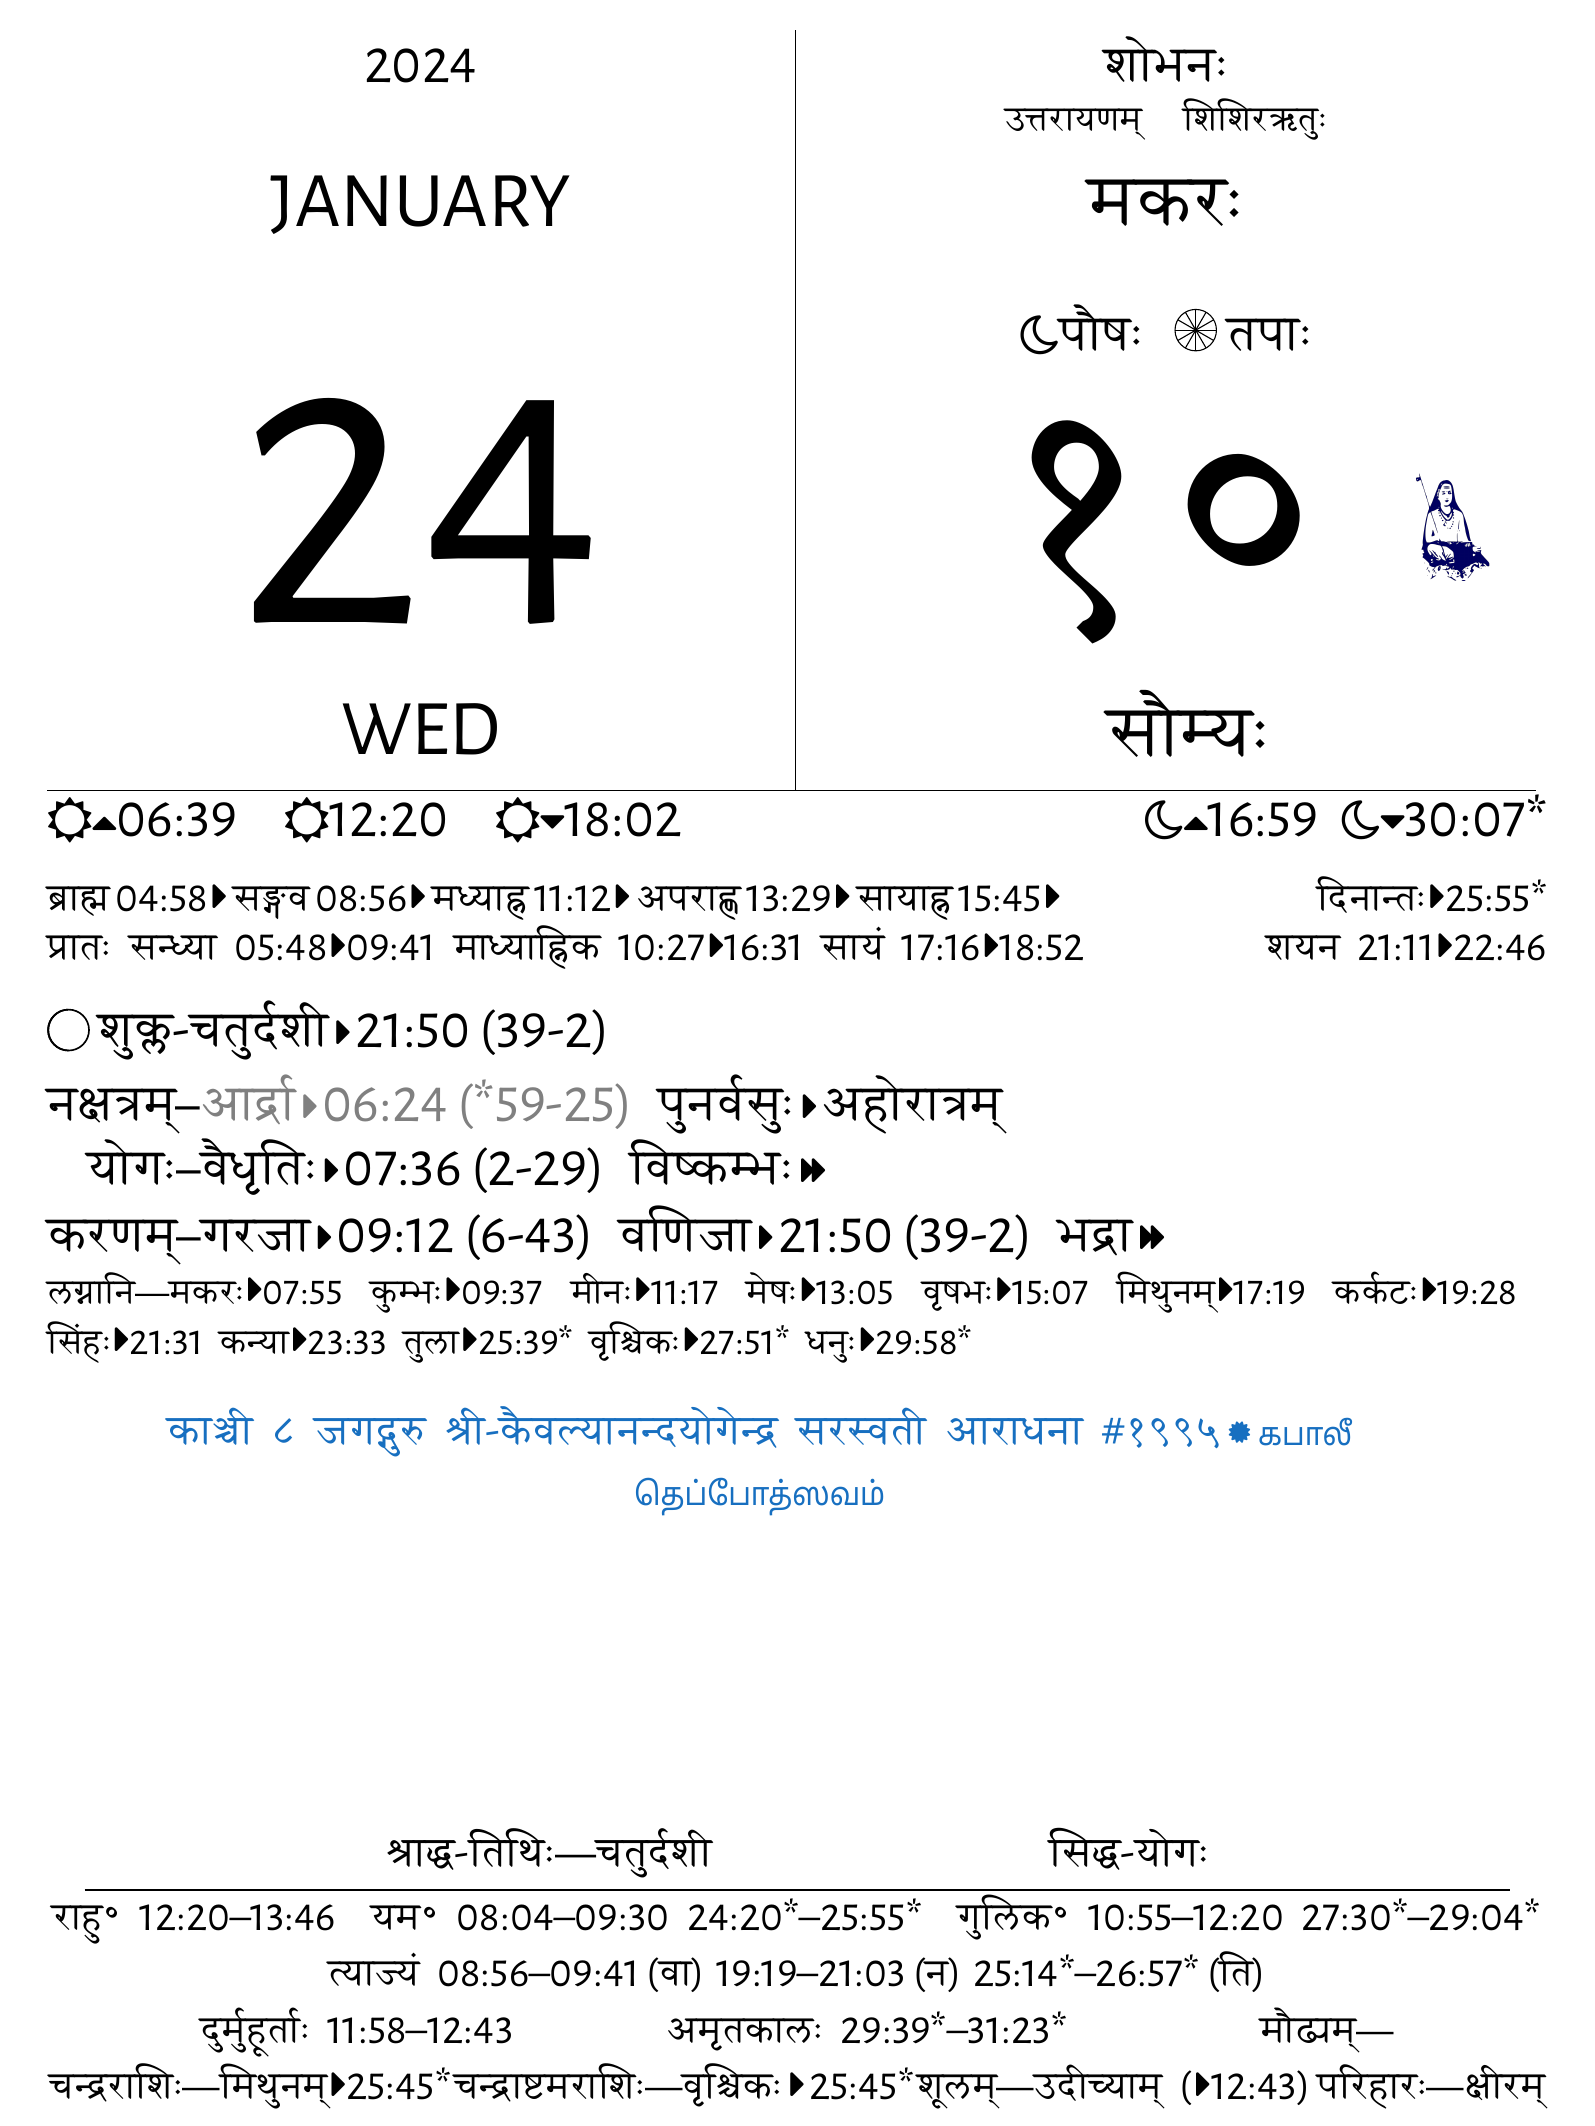 2024
JANUARY
24
WED
शोभनः
उत्तरायणम् शिशिरऋतुः
मकरः
पौषः तपाः
१०
सौम्यः
06:39 12:20 18:02 16:59 30:07*
ब्राह्म 04:58 सङ्गव 08:56 मध्याह्न 11:12 अपराह्ण 13:29 सायाह्न 15:45 दिनान्तः 25:55*
प्रातः सन्ध्या 05:48 09:41 माध्याह्निक 10:27 16:31 सायं 17:16 18:52 शयन 21:11 22:46
शुक्ल-चतुर्दशी 21:50 (39-2)
नक्षत्रम्–आर्द्रा 06:24 (*59-25) पुनर्वसुः अहोरात्रम्
योगः–वैधृतिः 07:36 (2-29) विष्कम्भः
करणम्–गरजा 09:12 (6-43) वणिजा 21:50 (39-2) भद्रा
लग्नानि—मकरः 07:55 कुम्भः 09:37 मीनः 11:17 मेषः 13:05 वृषभः 15:07 मिथुनम् 17:19 कर्कटः 19:28
सिंहः 21:31 कन्या 23:33 तुला 25:39* वृश्चिकः 27:51* धनुः 29:58*
काञ्ची ८ जगद्गुरु श्री-कैवल्यानन्दयोगेन्द्र सरस्वती आराधना #१९९५ கபாலீ
தெப்போத்ஸவம்
श्राद्ध-तिथिः—चतुर्दशी सिद्ध-योगः
राहु° 12:20–13:46 यम° 08:04–09:30 24:20*–25:55* गुलिक° 10:55–12:20 27:30*–29:04*
त्याज्यं 08:56–09:41 (वा) 19:19–21:03 (न) 25:14*–26:57* (ति)
दुर्मुहूर्ताः 11:58–12:43 अमृतकालः 29:39*–31:23* मौढ्यम्—
चन्द्रराशिः—मिथुनम् 25:45* चन्द्राष्टमराशिः—वृश्चिकः 25:45* शूलम्—उदीच्याम् ( 12:43) परिहारः—क्षीरम्